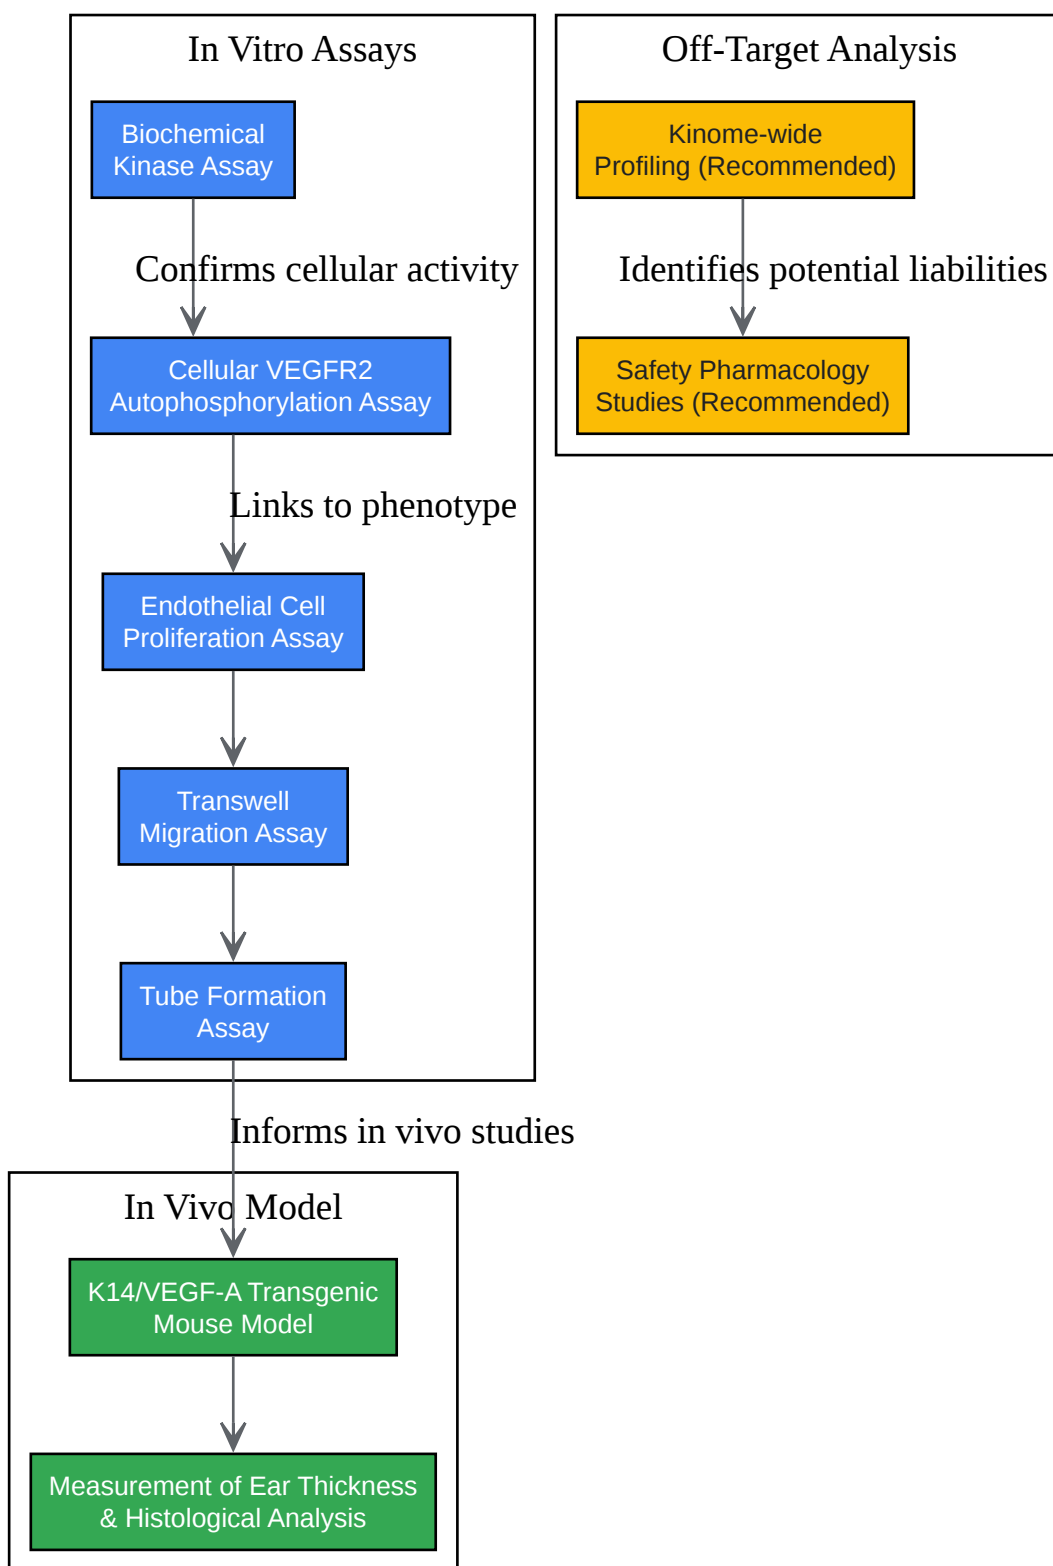 In Vitro Assays
Biochemical
Kinase Assay
Confirms cellular activity
Cellular VEGFR2
Autophosphorylation Assay
Links to phenotype
Endothelial Cell
Proliferation Assay
Transwell
Migration Assay
Tube Formation
Assay
Informs in vivo studies
In Vivo Model
K14/VEGF-A Transgenic
Mouse Model
Measurement of Ear Thickness
& Histological Analysis
Off-Target Analysis
Kinome-wide
Profiling (Recommended)
Identifies potential liabilities
Safety Pharmacology
Studies (Recommended)